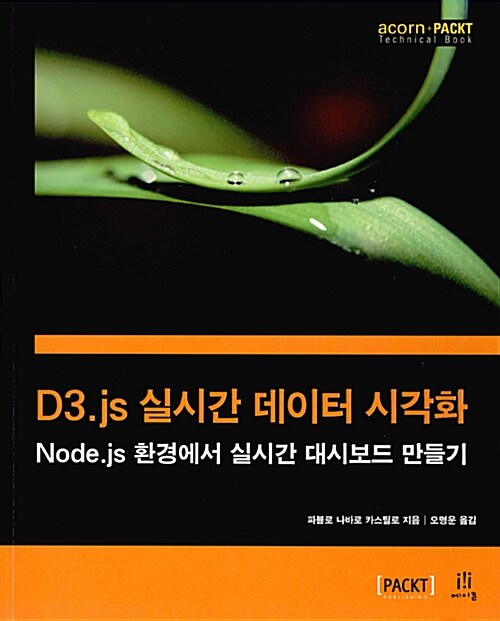 acorn+PACKT
Technical Book
D3.js 실시간 데이터 시각화
Node.js 환경에서 실시간 대시보드 만들기
파블로 나바로 카스틸로 지음 | 오명운 옮김
[PACKT]
PUBLISHING
에이콘